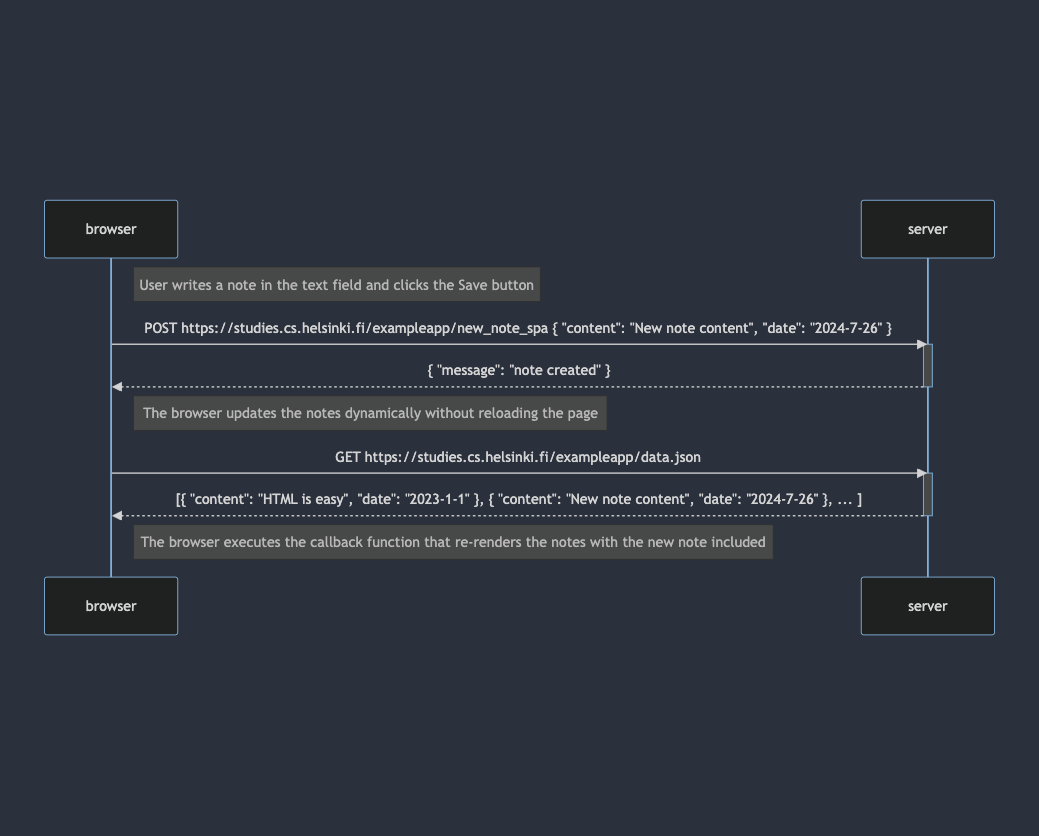 browser
server
User writes a note in the text field and clicks the Save button
POST https://studies.cs.helsinki.fi/exampleapp/new_note_spa { "content": "New note content", "date": "2024-7-26" }
{ "message": "note created" }
The browser updates the notes dynamically without reloading the page
GET https://studies.cs.helsinki.fi/exampleapp/data.json
[{ "content": "HTML is easy", "date": "2023-1-1" }, { "content": "New note content", "date": "2024-7-26" }, ... ]
The browser executes the callback function that re-renders the notes with the new note included
browser
server